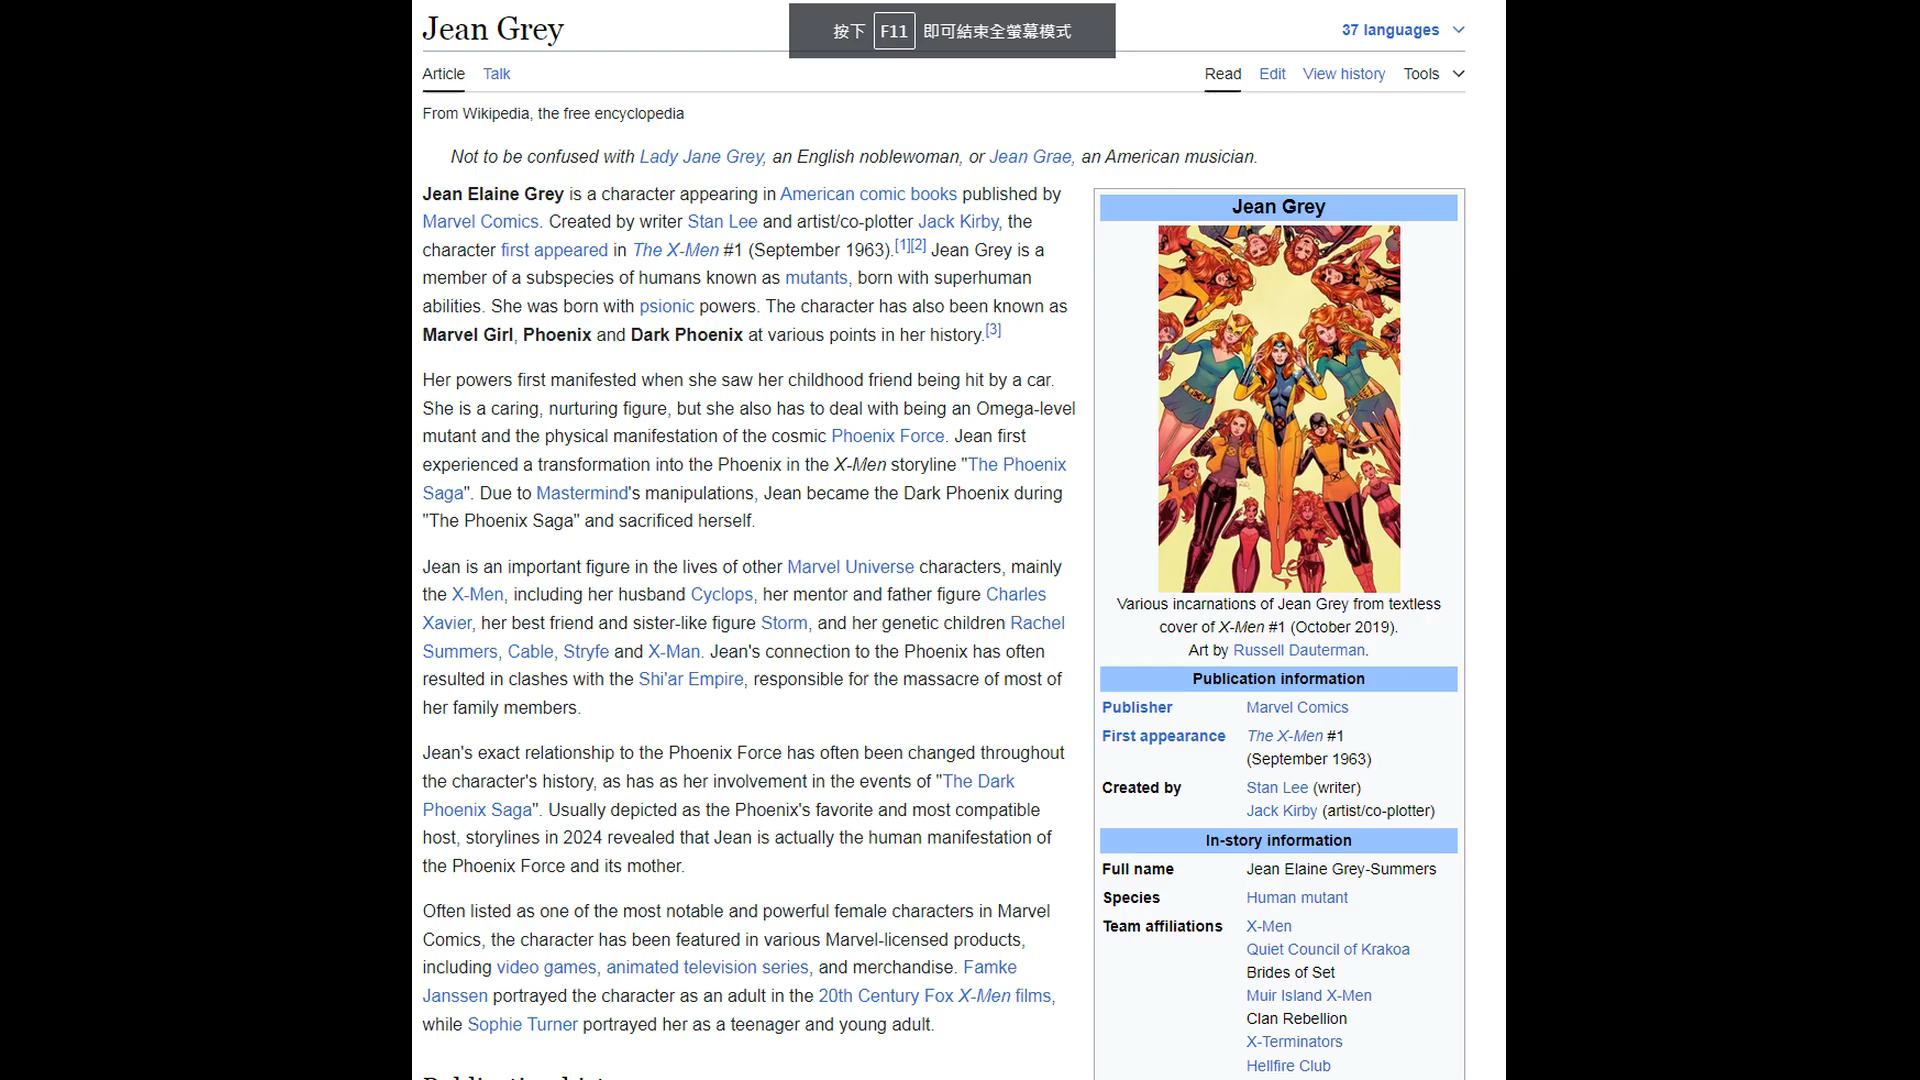 Jean Grey
按下 F11 即可結束全螢幕模式
37 languages
Article Talk
Read Edit View history Tools
From Wikipedia, the free encyclopedia
Not to be confused with Lady Jane Grey, an English noblewoman, or Jean Grae, an American musician.
Jean Elaine Grey is a character appearing in American comic books published by
Marvel Comics. Created by writer Stan Lee and artist/co-plotter Jack Kirby, the
character first appeared in The X-Men #1 (September 1963).[1][2] Jean Grey is a
member of a subspecies of humans known as mutants, born with superhuman
abilities. She was born with psionic powers. The character has also been known as
Marvel Girl, Phoenix and Dark Phoenix at various points in her history.[3]
Her powers first manifested when she saw her childhood friend being hit by a car.
She is a caring, nurturing figure, but she also has to deal with being an Omega-level
mutant and the physical manifestation of the cosmic Phoenix Force. Jean first
experienced a transformation into the Phoenix in the X-Men storyline "The Phoenix
Saga". Due to Mastermind's manipulations, Jean became the Dark Phoenix during
"The Phoenix Saga" and sacrificed herself.
Jean is an important figure in the lives of other Marvel Universe characters, mainly
the X-Men, including her husband Cyclops, her mentor and father figure Charles
Xavier, her best friend and sister-like figure Storm, and her genetic children Rachel
Summers, Cable, Stryfe and X-Man. Jean's connection to the Phoenix has often
resulted in clashes with the Shi'ar Empire, responsible for the massacre of most of
her family members.
Jean's exact relationship to the Phoenix Force has often been changed throughout
the character's history, as has as her involvement in the events of "The Dark
Phoenix Saga". Usually depicted as the Phoenix's favorite and most compatible
host, storylines in 2024 revealed that Jean is actually the human manifestation of
the Phoenix Force and its mother.
Often listed as one of the most notable and powerful female characters in Marvel
Comics, the character has been featured in various Marvel-licensed products,
including video games, animated television series, and merchandise. Famke
Janssen portrayed the character as an adult in the 20th Century Fox X-Men films,
while Sophie Turner portrayed her as a teenager and young adult.
Jean Grey
Various incarnations of Jean Grey from textless
cover of X-Men #1 (October 2019).
Art by Russell Dauterman.
Publication information
Publisher Marvel Comics
First appearance The X-Men #1
(September 1963)
Created by Stan Lee (writer)
Jack Kirby (artist/co-plotter)
In-story information
Full name Jean Elaine Grey-Summers
Species Human mutant
Team affiliations X-Men
Quiet Council of Krakoa
Brides of Set
Muir Island X-Men
Clan Rebellion
X-Terminators
Hellfire Club